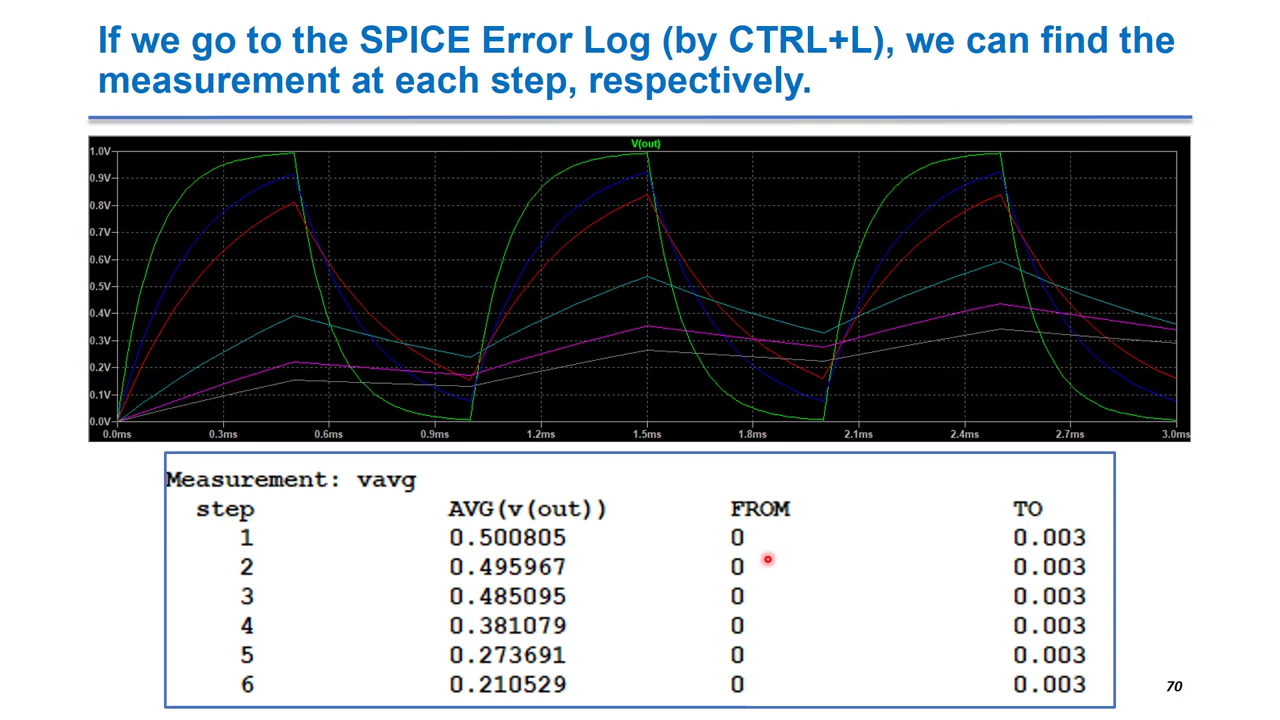 If we go to the SPICE Error Log (by CTRL+L), we can find the
measurement at each step, respectively.
V(out)
1.0V
0.9V
0.8V
0.7V
0.6V
0.5V
0.4V
0.3V
0.2V
0.1V
0.0V
0.0ms 0.3ms 0.6ms 0.9ms 1.2ms 1.5ms 1.8ms 2.1ms 2.4ms 2.7ms 3.0ms
Measurement: vavg
step AVG(v(out)) FROM TO
1 0.500805 0 0.003
2 0.495967 0 0.003
3 0.485095 0 0.003
4 0.381079 0 0.003
5 0.273691 0 0.003
6 0.210529 0 0.003
70